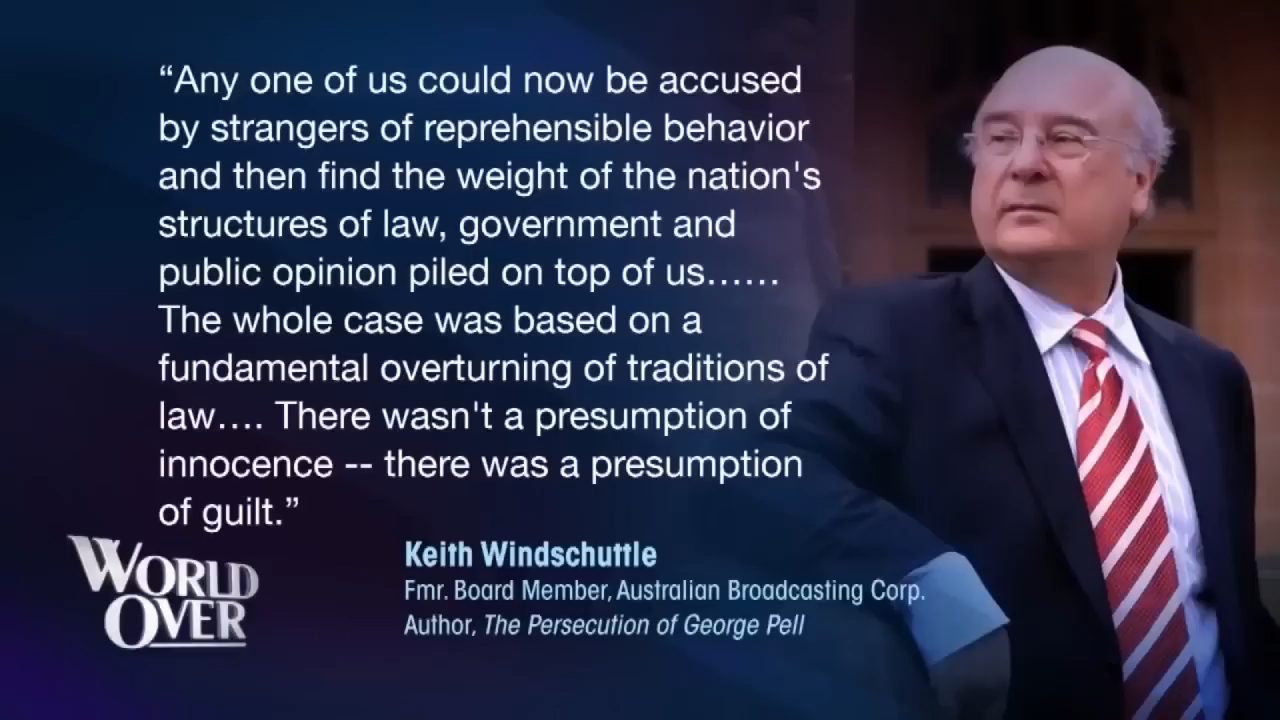 “Any one of us could now be accused
by strangers of reprehensible behavior
and then find the weight of the nation's
structures of law, government and
public opinion piled on top of us......
The whole case was based on a
fundamental overturning of traditions of
law.... There wasn't a presumption of
innocence -- there was a presumption
of guilt.”
WORLD
OVER
Keith Windschuttle
Fmr. Board Member, Australian Broadcasting Corp.
Author, The Persecution of George Pell